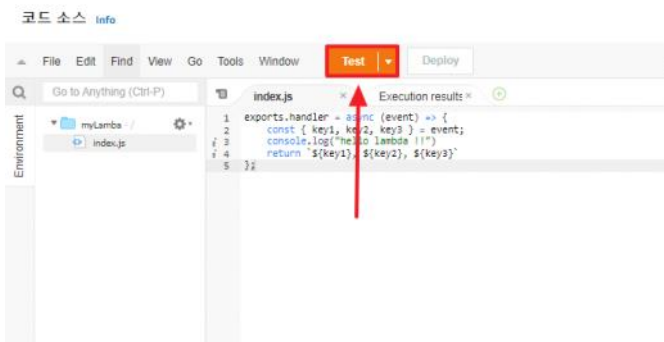 코드 소스 Info
File Edit Find View Go Tools Window Test Deploy
Go to Anything (Ctrl-P)
index.js × Execution results ×
Environment
myLamba - /
index.js
1 exports.handler = async (event) => {
2 const { key1, key2, key3 } = event;
i 3 console.log("hello lambda !!")
i 4 return `${key1}, ${key2}, ${key3}`
5 };